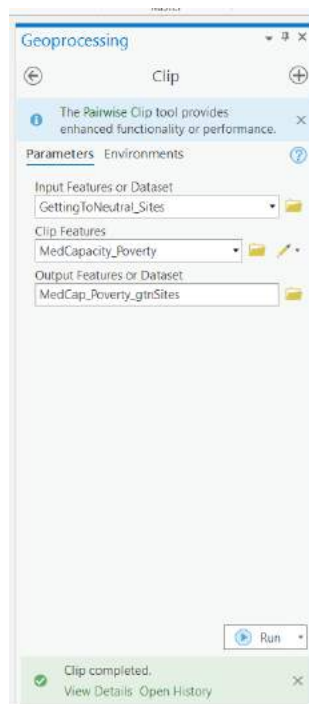 Geoprocessing
Clip
The Pairwise Clip tool provides
enhanced functionality or performance.
Parameters Environments
Input Features or Dataset
GettingToNeutral_Sites
Clip Features
MedCapacity_Poverty
Output Features or Dataset
MedCap_Poverty_gtnSites
Run
Clip completed.
View Details Open History